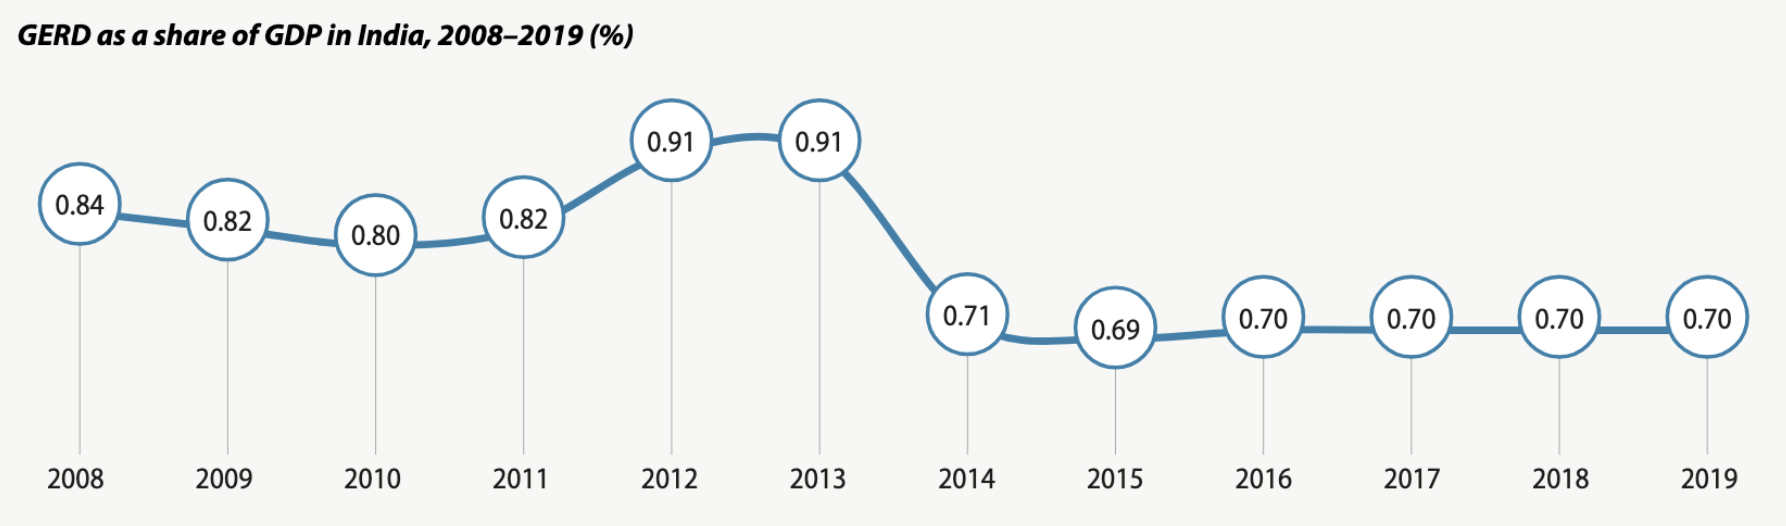 GERD as a share of GDP in India, 2008–2019 (%)
0.84 0.82 0.80 0.82 0.91 0.91 0.71 0.69 0.70 0.70 0.70 0.70
2008 2009 2010 2011 2012 2013 2014 2015 2016 2017 2018 2019